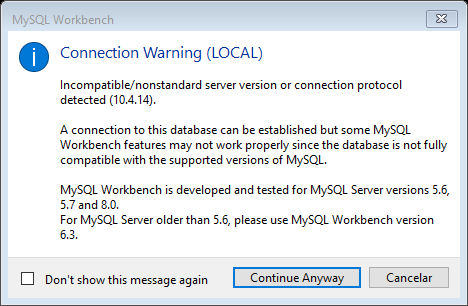 MySQL Workbench
Connection Warning (LOCAL)
Incompatible/nonstandard server version or connection protocol
detected (10.4.14).
A connection to this database can be established but some MySQL
Workbench features may not work properly since the database is not fully
compatible with the supported versions of MySQL.
MySQL Workbench is developed and tested for MySQL Server versions 5.6,
5.7 and 8.0.
For MySQL Server older than 5.6, please use MySQL Workbench version
6.3.
Don't show this message again
Continue Anyway
Cancelar